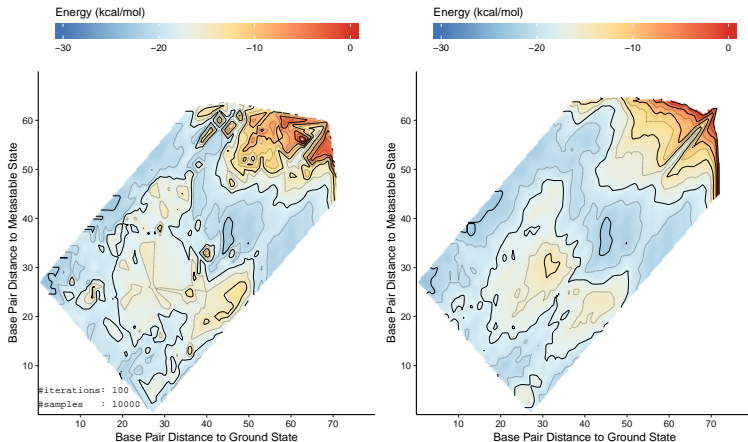 Energy (kcal/mol)
−30 −20 −10 0
Base Pair Distance to Metastable State
60
50
40
30
20
10
#iterations: 100
#samples : 10000
10 20 30 40 50 60 70
Base Pair Distance to Ground State
Energy (kcal/mol)
−30 −20 −10 0
Base Pair Distance to Metastable State
60
50
40
30
20
10
10 20 30 40 50 60 70
Base Pair Distance to Ground State